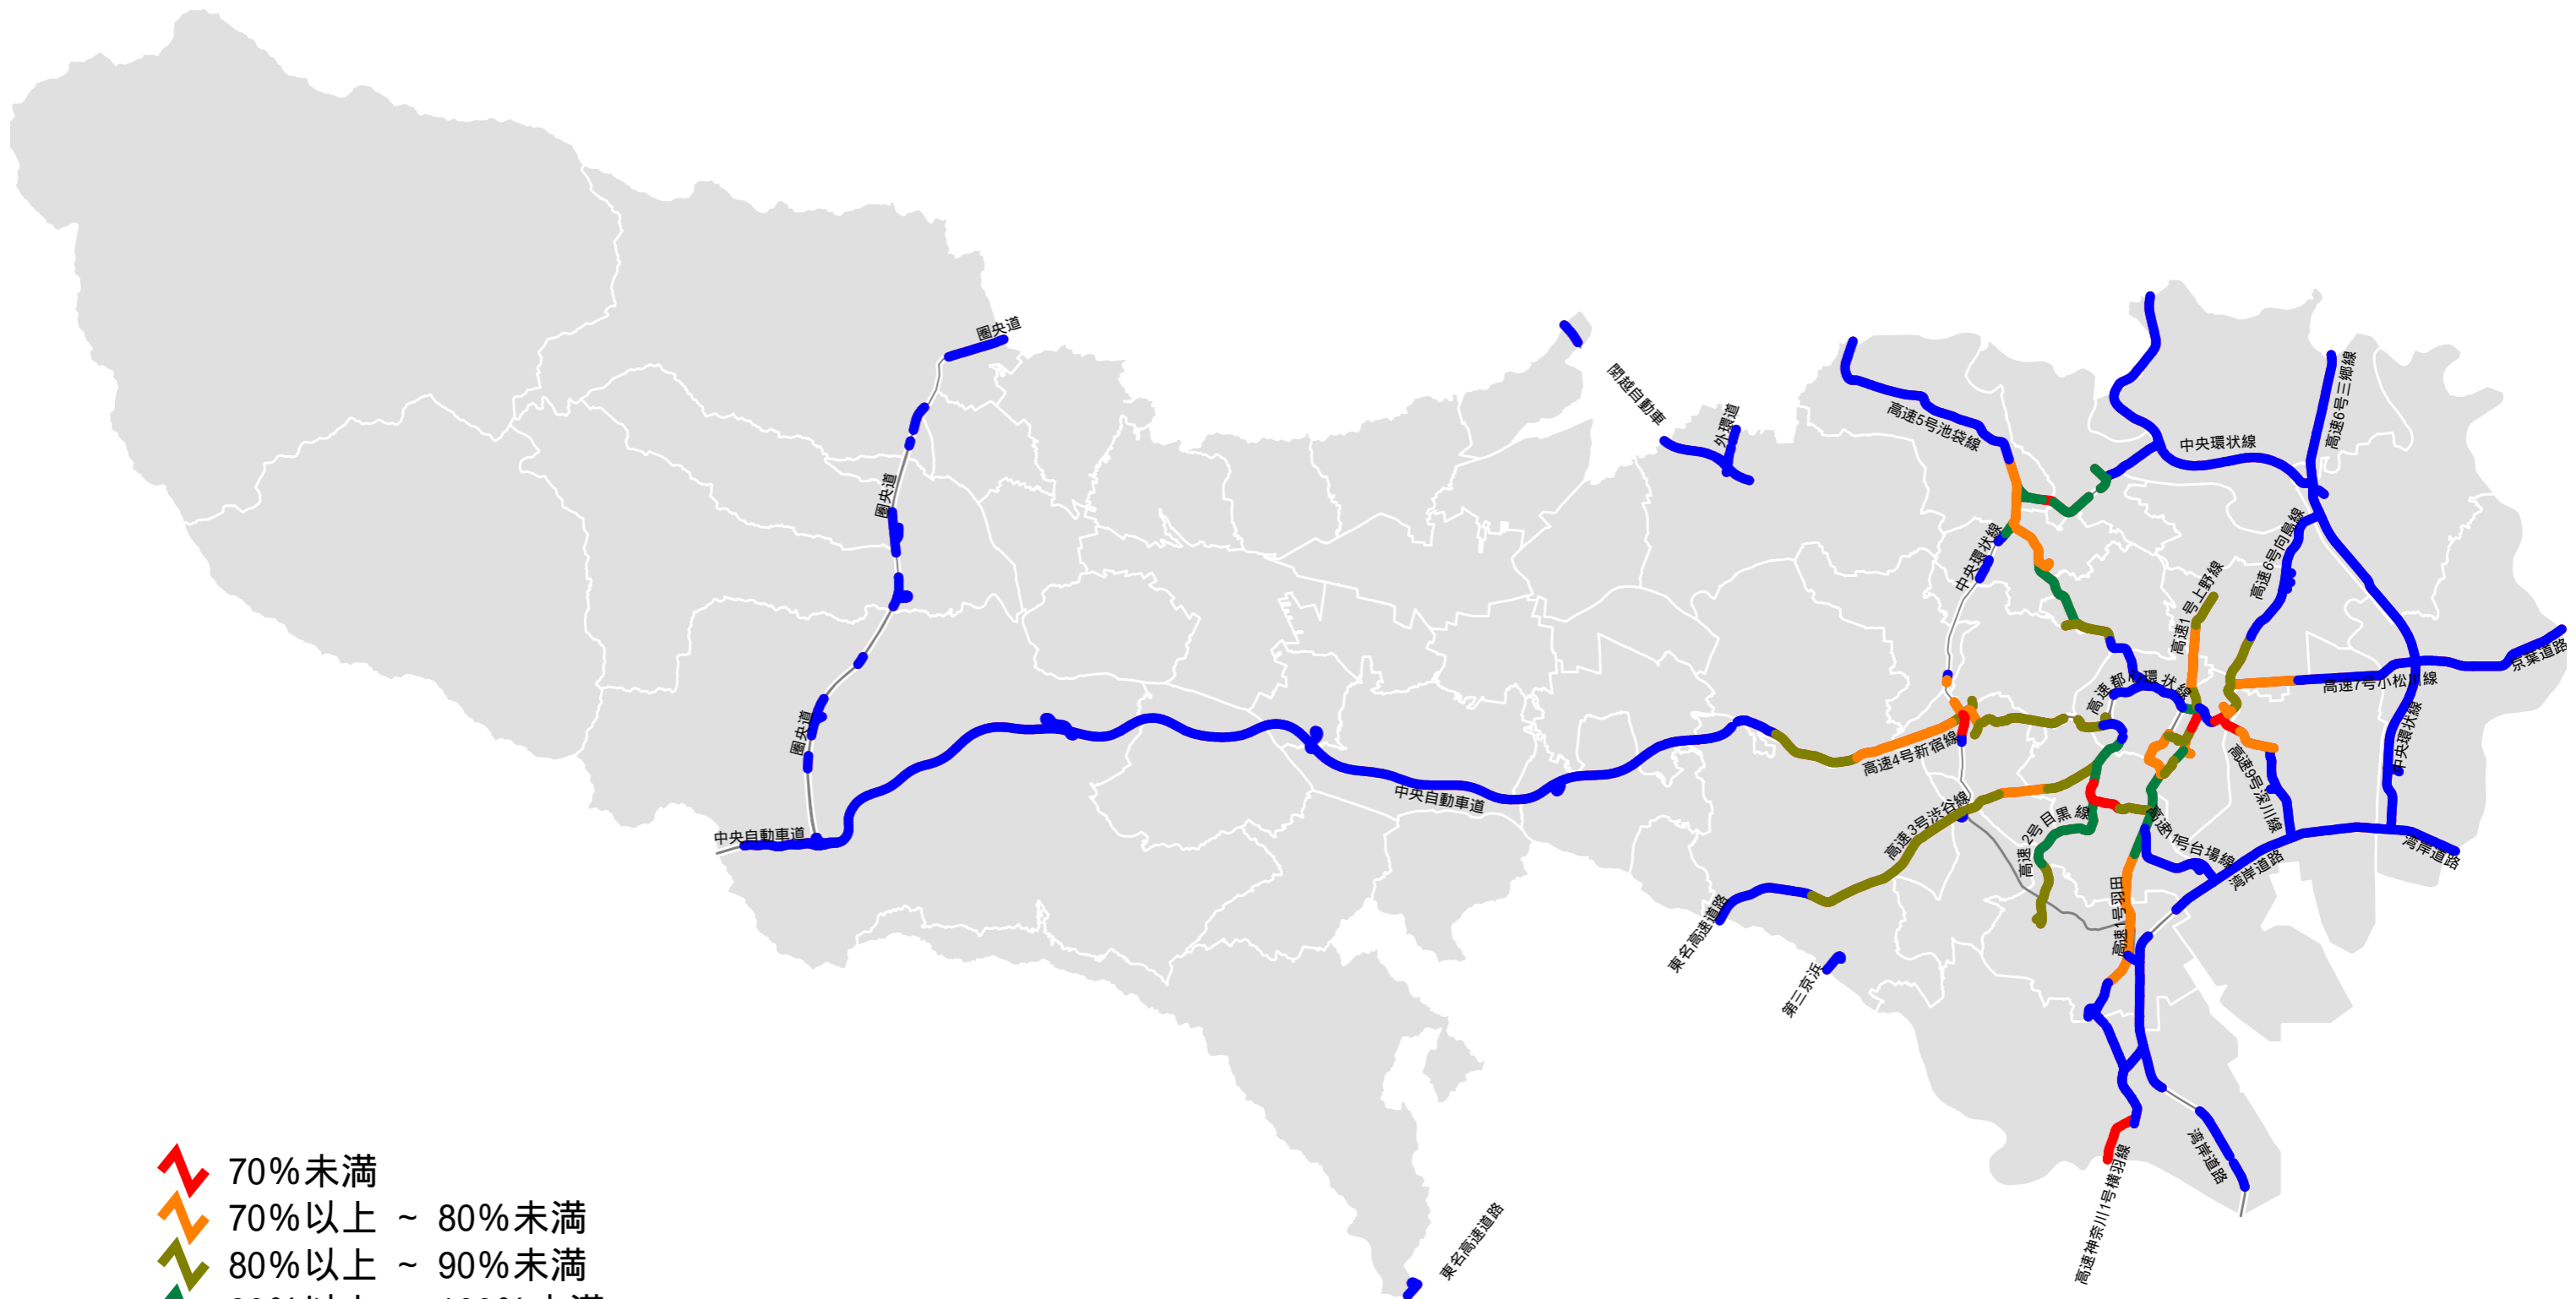 圏央道
関越自動車
外環道
高速5号池袋線
中央環状線
高速6号三郷線
圏央道
中央環状線
高速1号上野線
高速6号向島線
京葉道路
高速都心環状線
高速7号小松川線
圏央道
高速4号新宿線
高速9号深川線
中央環状線
中央自動車道
中央自動車道
高速3号渋谷線
高速2号目黒線
高速11号台場線
湾岸道路
湾岸道路
東名高速道路
高速1号羽田
第三京浜
湾岸道路
高速神奈川1号横羽線
東名高速道路
70%未満
70%以上 ~ 80%未満
80%以上 ~ 90%未満